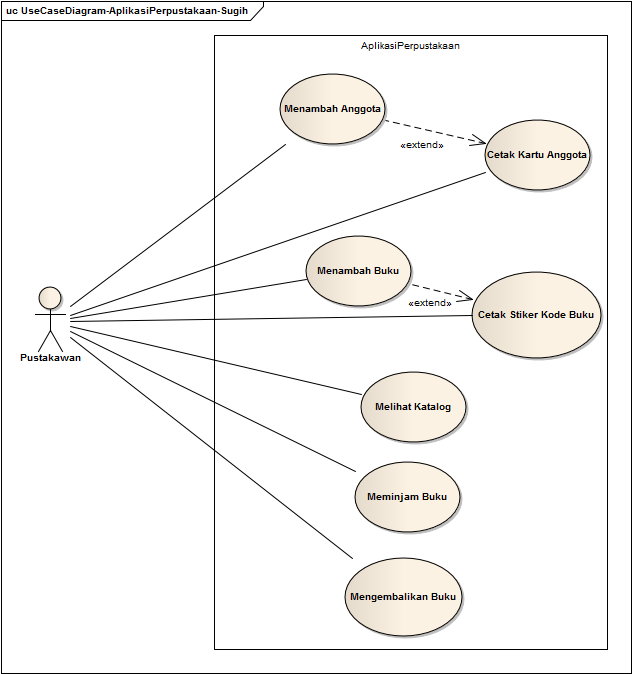 uc UseCaseDiagram-AplikasiPerpustakaan-Sugih
AplikasiPerpustakaan
Menambah Anggota
«extend»
Cetak Kartu Anggota
Menambah Buku
«extend»
Cetak Stiker Kode Buku
Pustakawan
Melihat Katalog
Meminjam Buku
Mengembalikan Buku